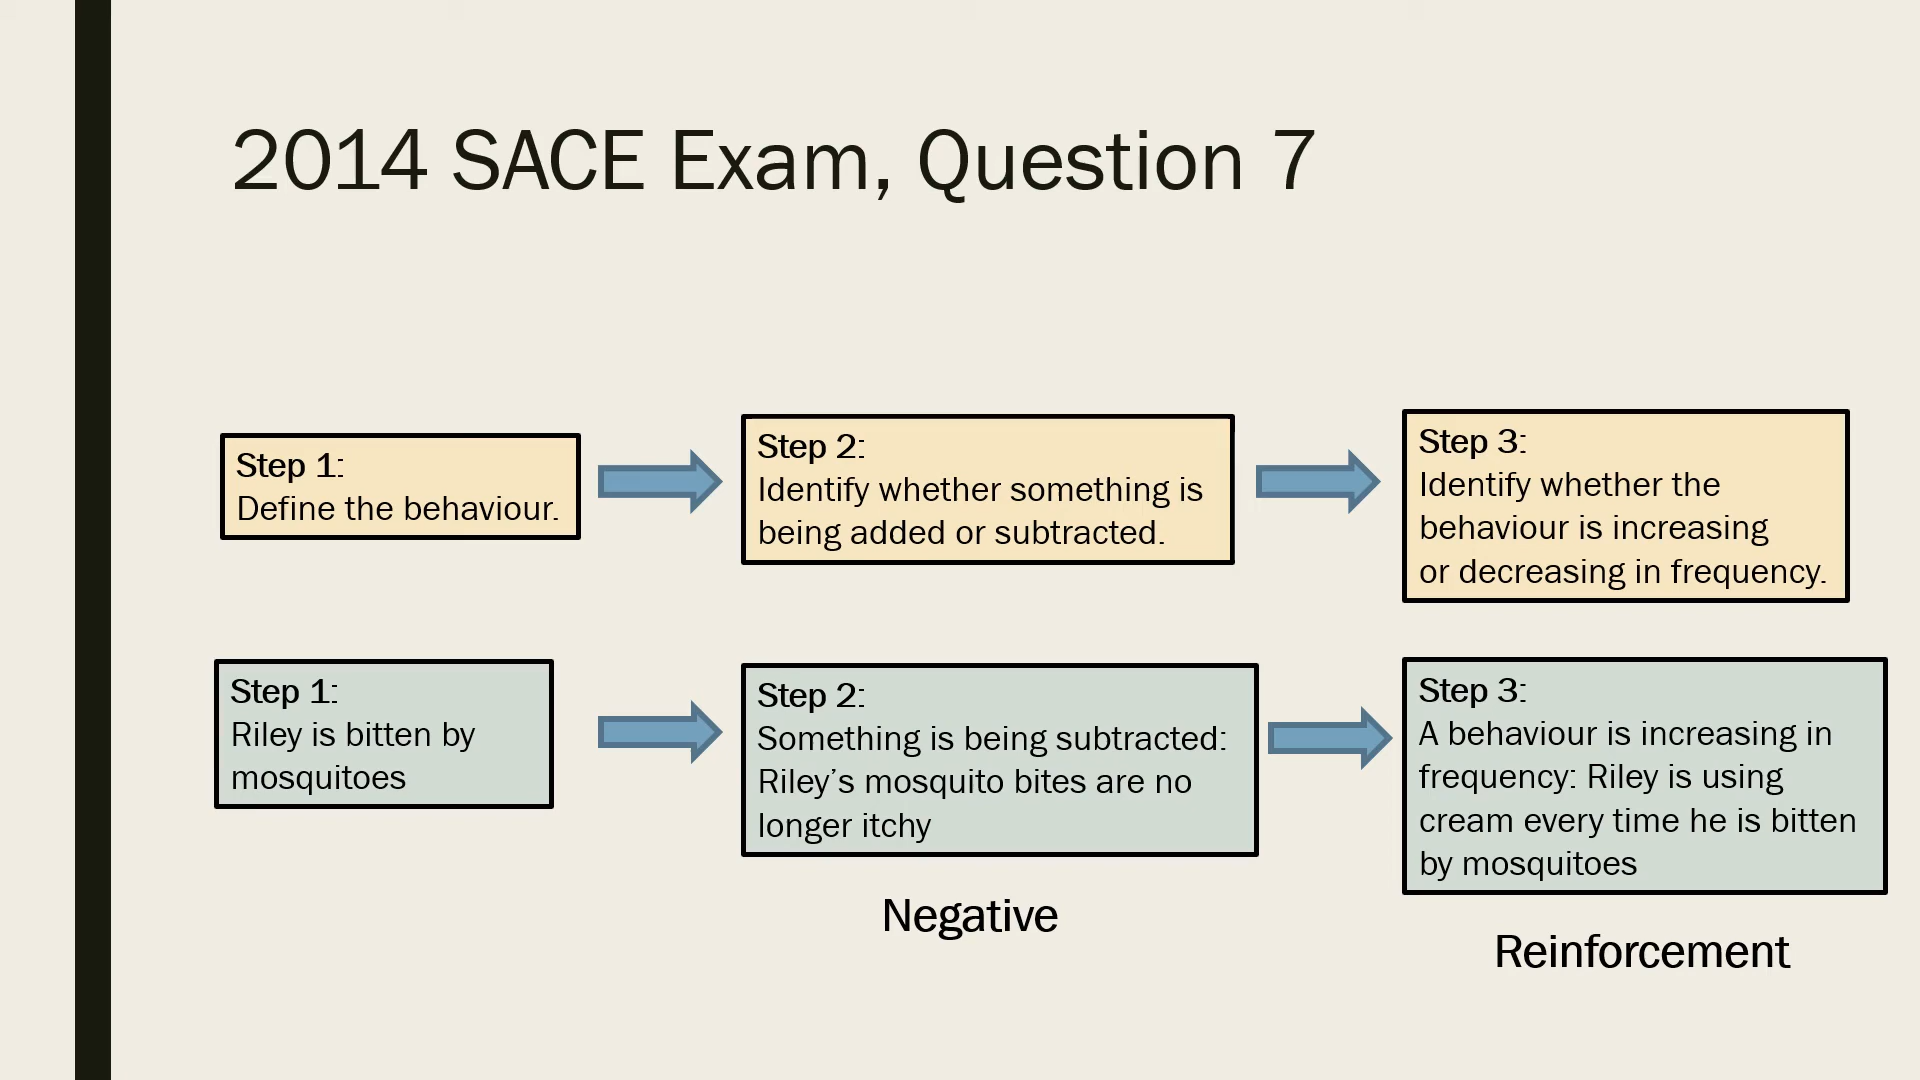 2014 SACE Exam, Question 7
Step 1:
Define the behaviour.
Step 2:
Identify whether something is
being added or subtracted.
Step 3:
Identify whether the
behaviour is increasing
or decreasing in frequency.
Step 1:
Riley is bitten by
mosquitoes
Step 2:
Something is being subtracted:
Riley’s mosquito bites are no
longer itchy
Step 3:
A behaviour is increasing in
frequency: Riley is using
cream every time he is bitten
by mosquitoes
Negative
Reinforcement